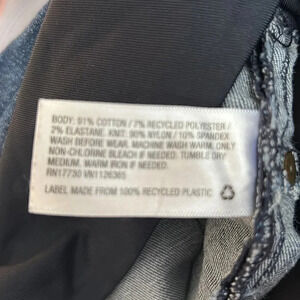 BODY: 91% COTTON / 7% RECYCLED POLYESTER /
2% ELASTANE. KNIT: 90% NYLON / 10% SPANDEX
WASH BEFORE WEAR. MACHINE WASH WARM. ONLY
NON-CHLORINE BLEACH IF NEEDED. TUMBLE DRY
MEDIUM. WARM IRON IF NEEDED.
RN17730 VN1126365
LABEL MADE FROM 100% RECYCLED PLASTIC